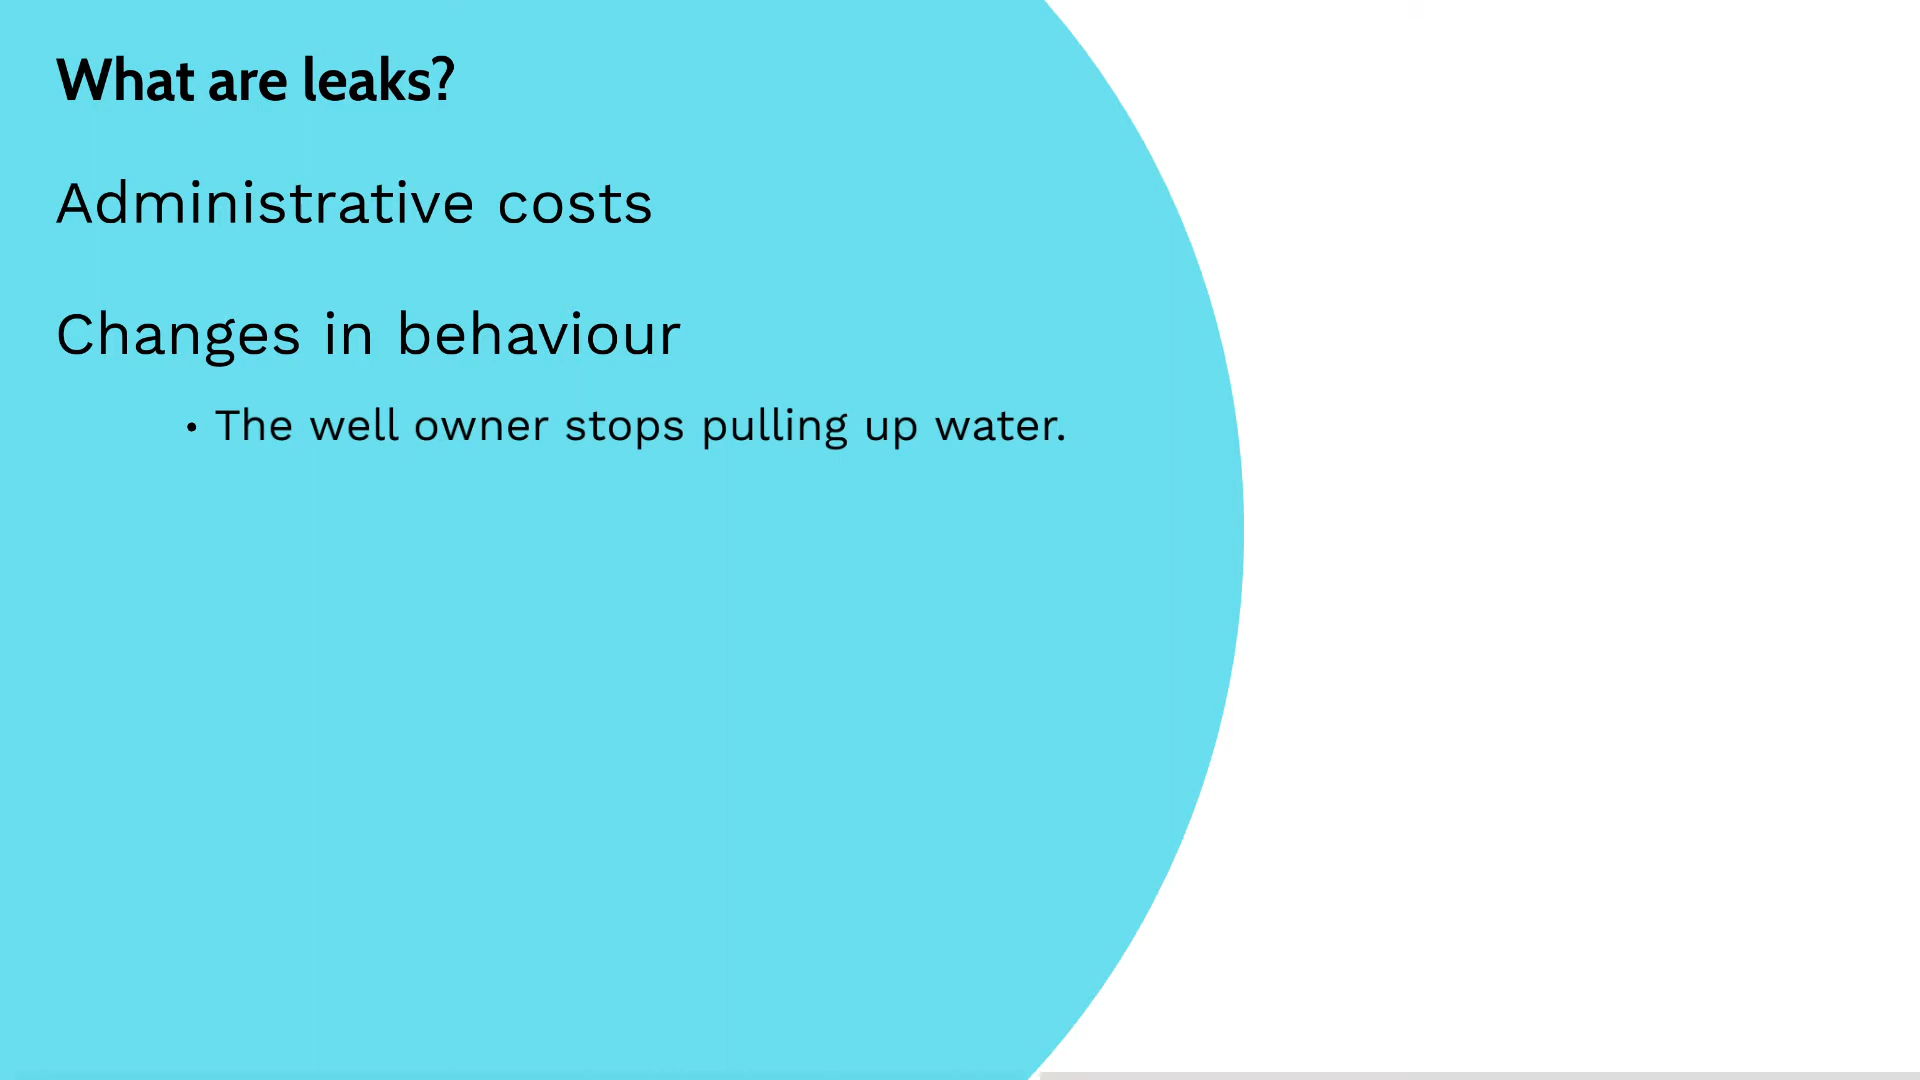 What are leaks?
Administrative costs
Changes in behaviour
• The well owner stops pulling up water.